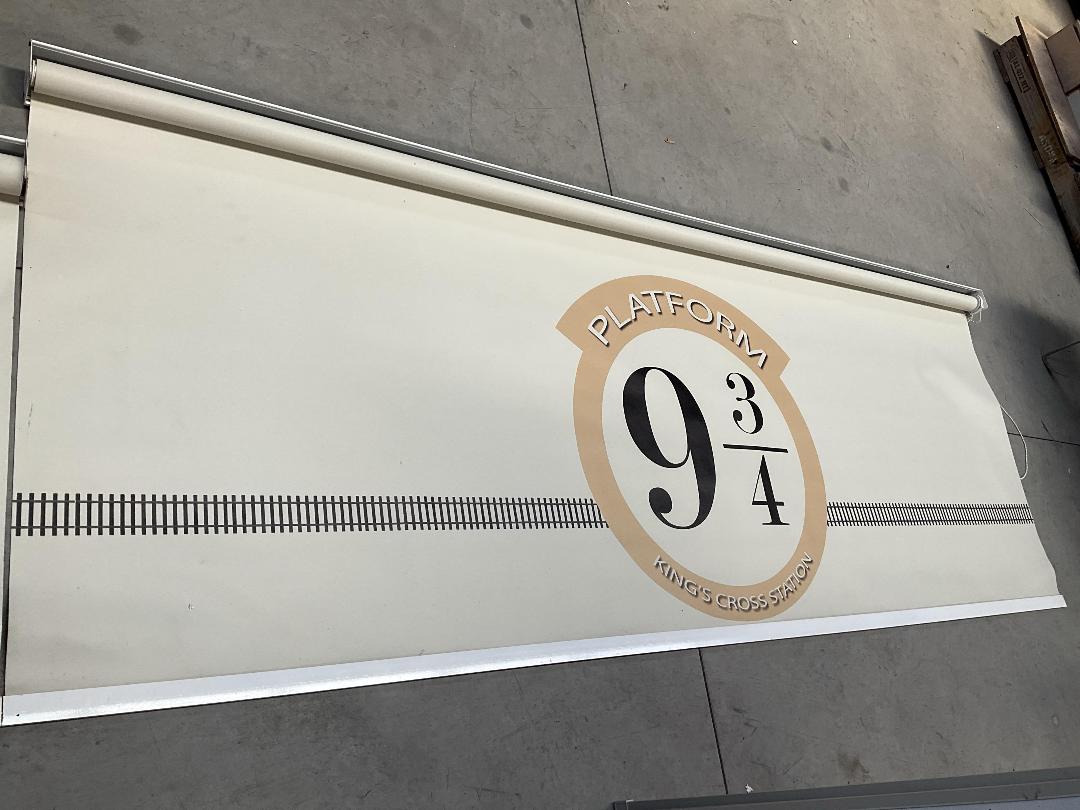 PLATFORM
9 3/4
KING'S CROSS STATION